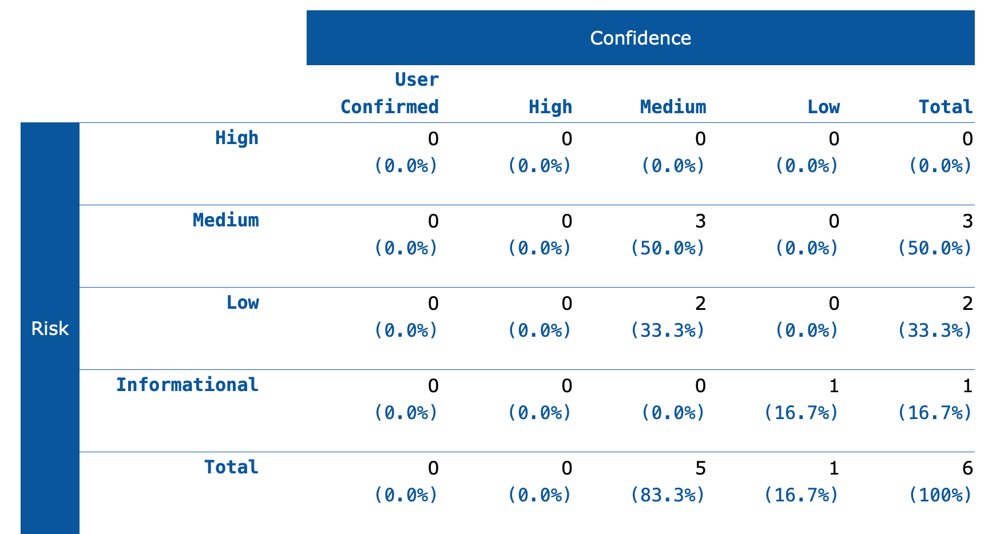 Confidence
User
Confirmed High Medium Low Total
High 0 0 0 0 0
(0.0%) (0.0%) (0.0%) (0.0%) (0.0%)
Medium 0 0 3 0 3
(0.0%) (0.0%) (50.0%) (0.0%) (50.0%)
Low 0 0 2 0 2
(0.0%) (0.0%) (33.3%) (0.0%) (33.3%)
Risk
Informational 0 0 0 1 1
(0.0%) (0.0%) (0.0%) (16.7%) (16.7%)
Total 0 0 5 1 6
(0.0%) (0.0%) (83.3%) (16.7%) (100%)